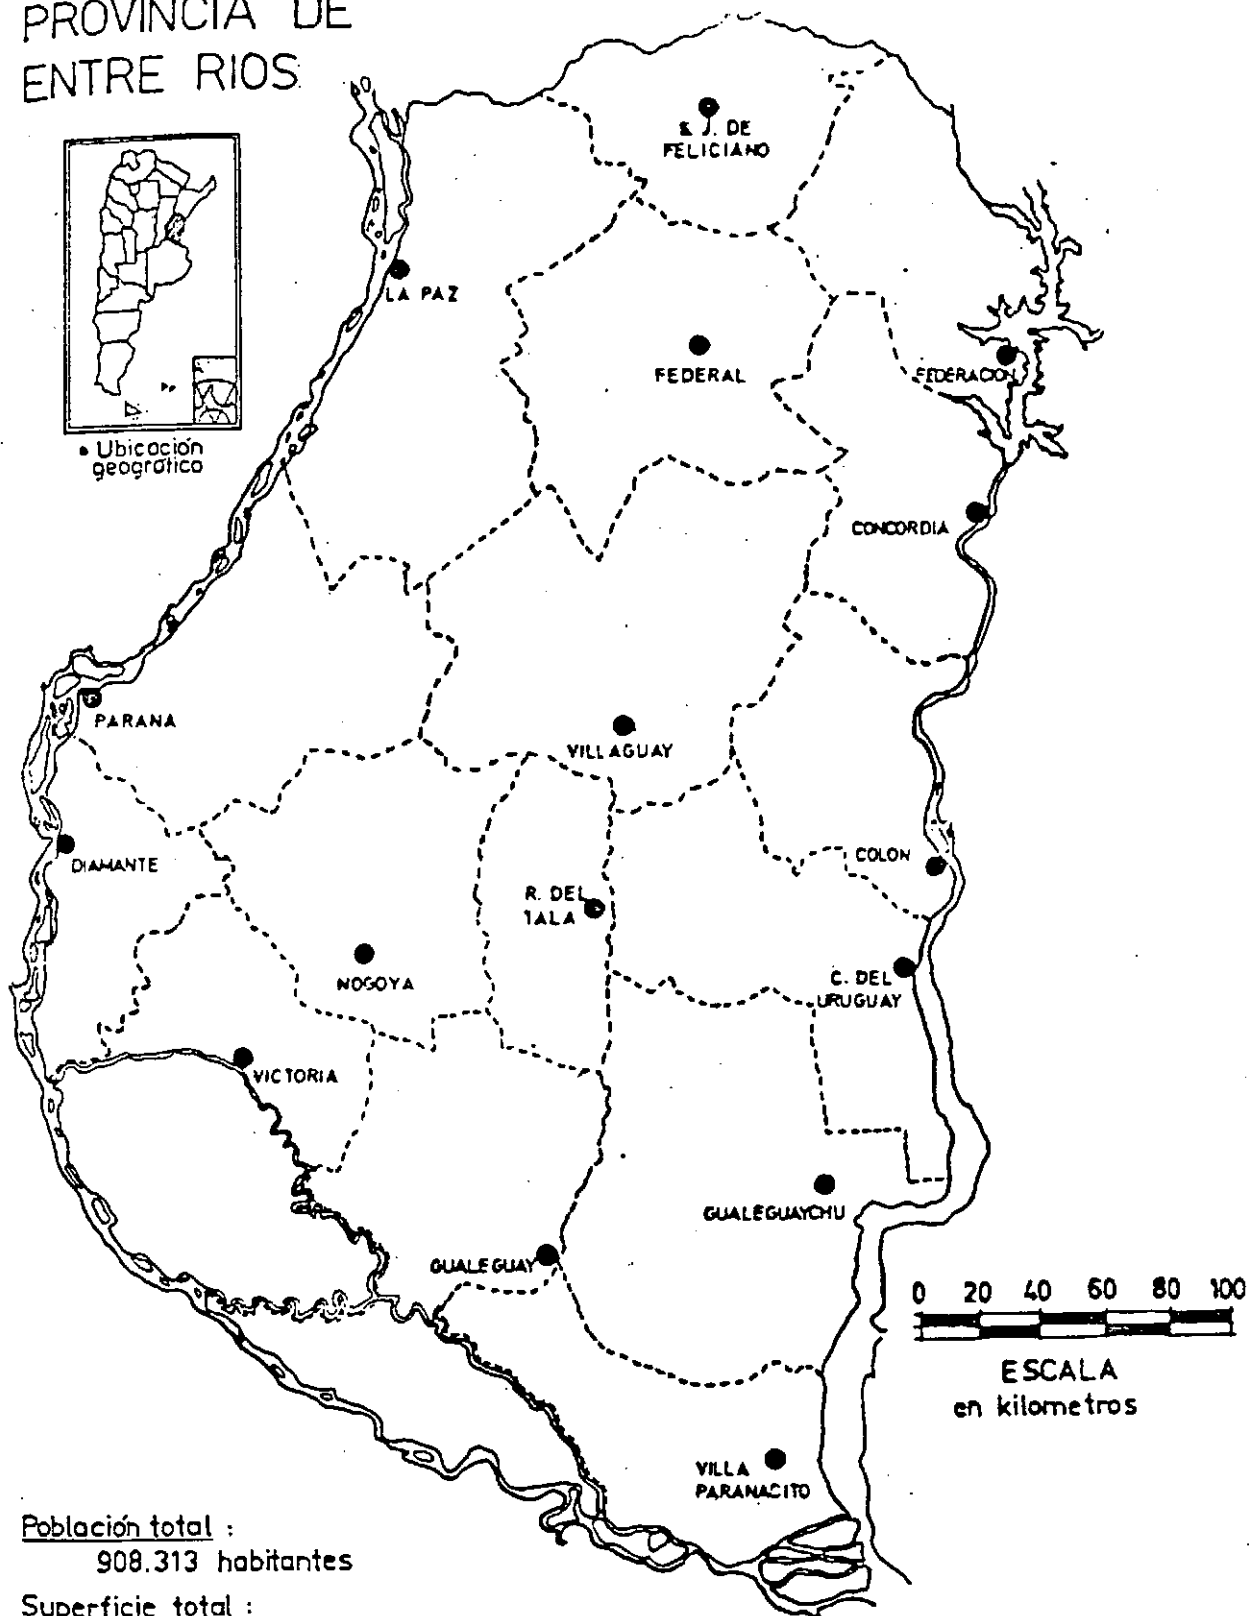 PROVINCIA DE
ENTRE RIOS
S. J. DE
FELICIANO
LA PAZ
FEDERAL
FEDERACION
• Ubicación
geográfica
CONCORDIA
PARANA
VILLAGUAY
DIAMANTE
COLON
R. DEL
TALA
NOGOYA
C. DEL
URUGUAY
VICTORIA
GUALEGUAYCHU
GUALEGUAY
0 20 40 60 80 100
ESCALA
en kilometros
VILLA
PARANACITO
Población total :
908.313 habitantes
Superficie total :